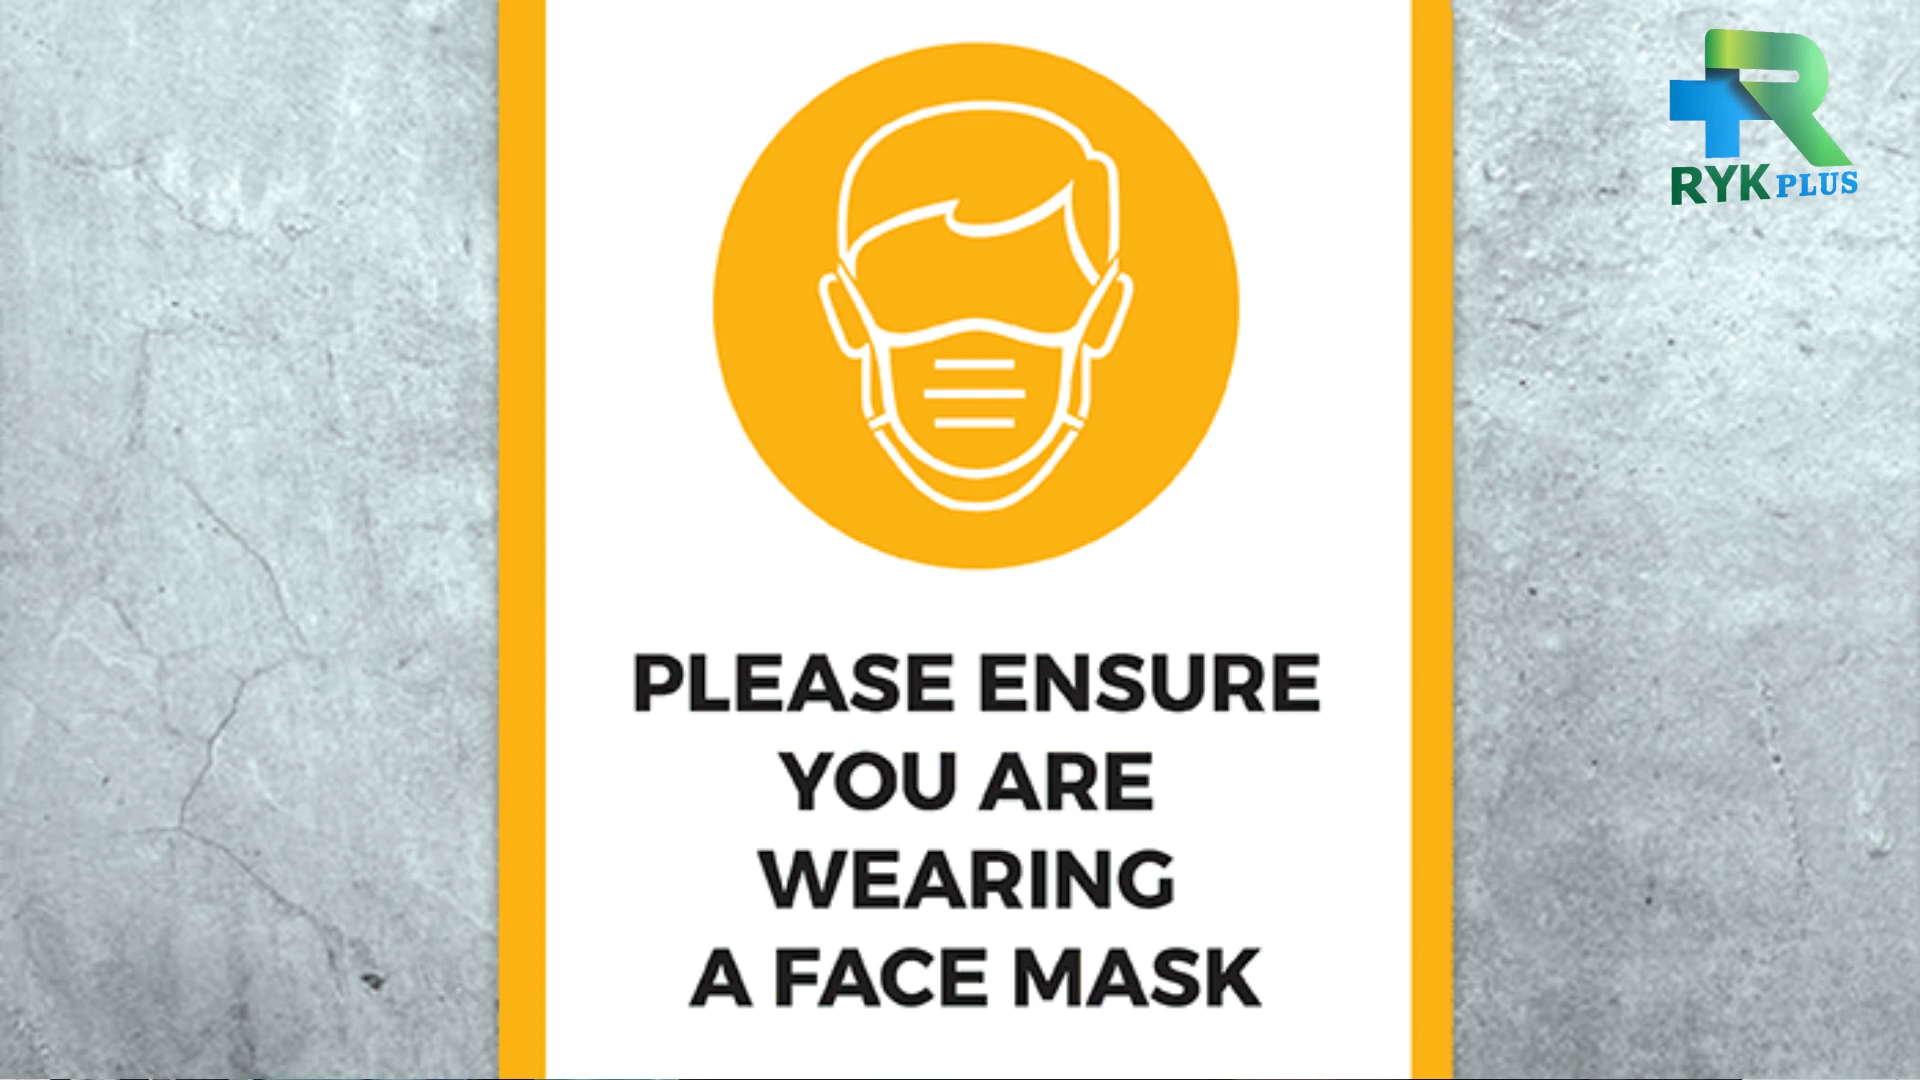 RYK PLUS
PLEASE ENSURE
YOU ARE
WEARING
A FACE MASK